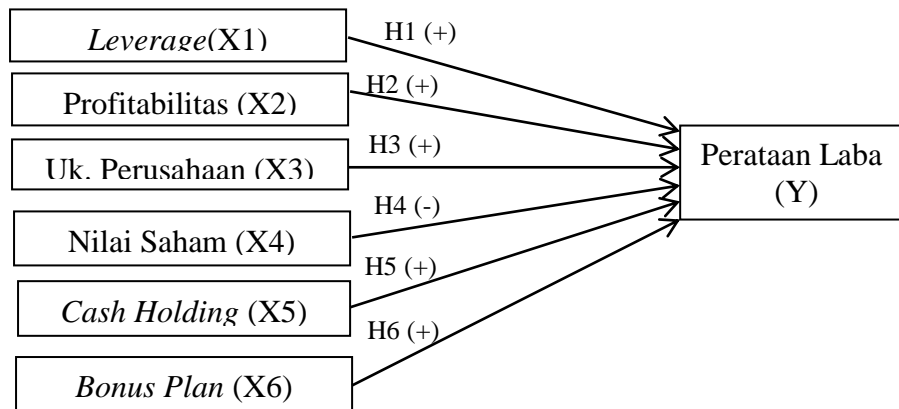 Leverage(X1)
H1 (+)
Profitabilitas (X2)
H2 (+)
Uk. Perusahaan (X3)
H3 (+)
Nilai Saham (X4)
H4 (-)
Cash Holding (X5)
H5 (+)
Bonus Plan (X6)
H6 (+)
Perataan Laba
(Y)